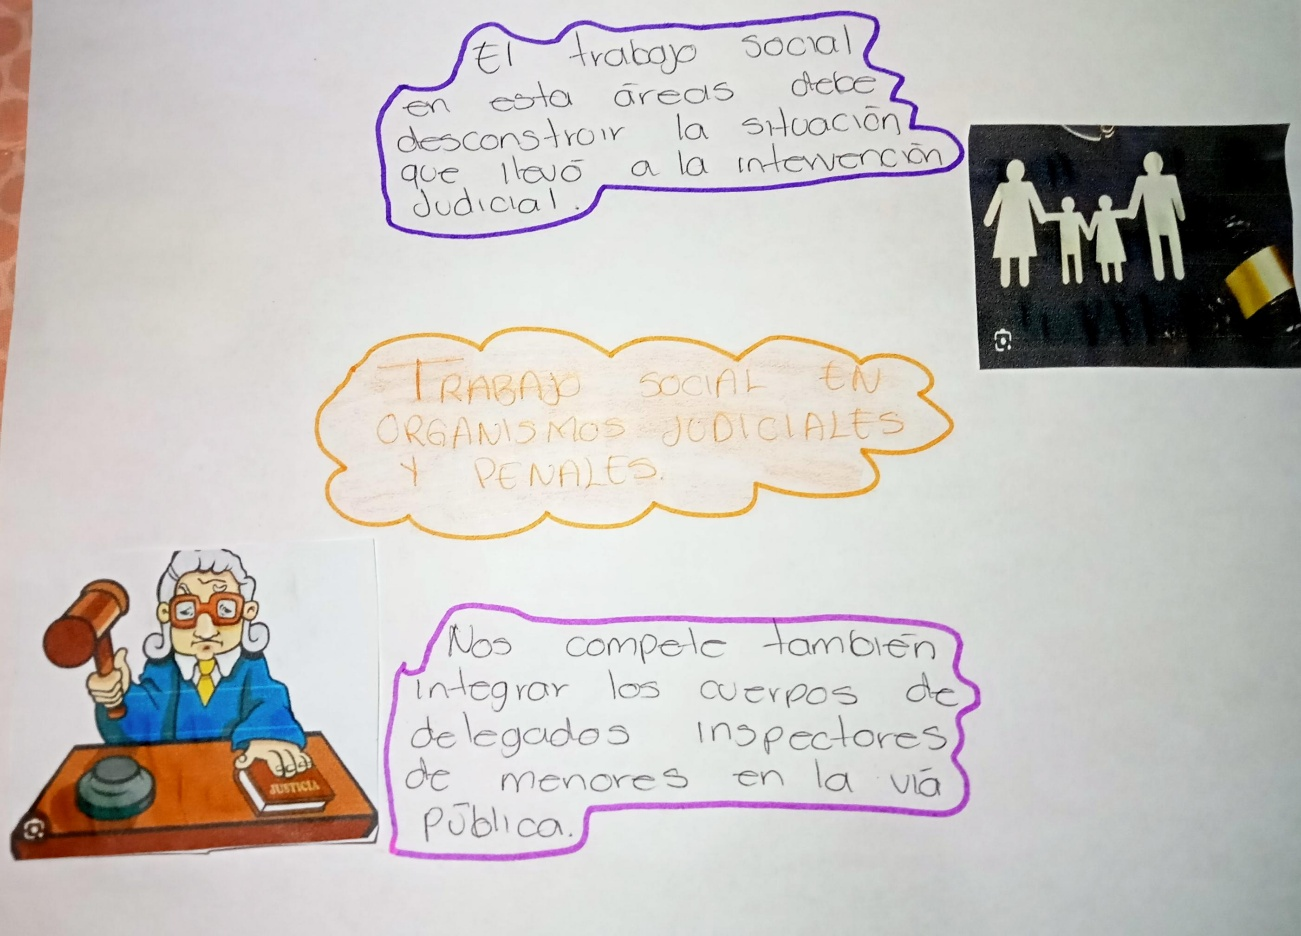 El trabajo social
en esta áreas debe
desconstruir la situación
que llevó a la intervención
Judicial.
TRABAJO SOCIAL EN
ORGANISMOS JUDICIALES
Y PENALES.
JUSTICIA
Nos compete también
integrar los cuerpos de
delegados inspectores
de menores en la viá
pública.